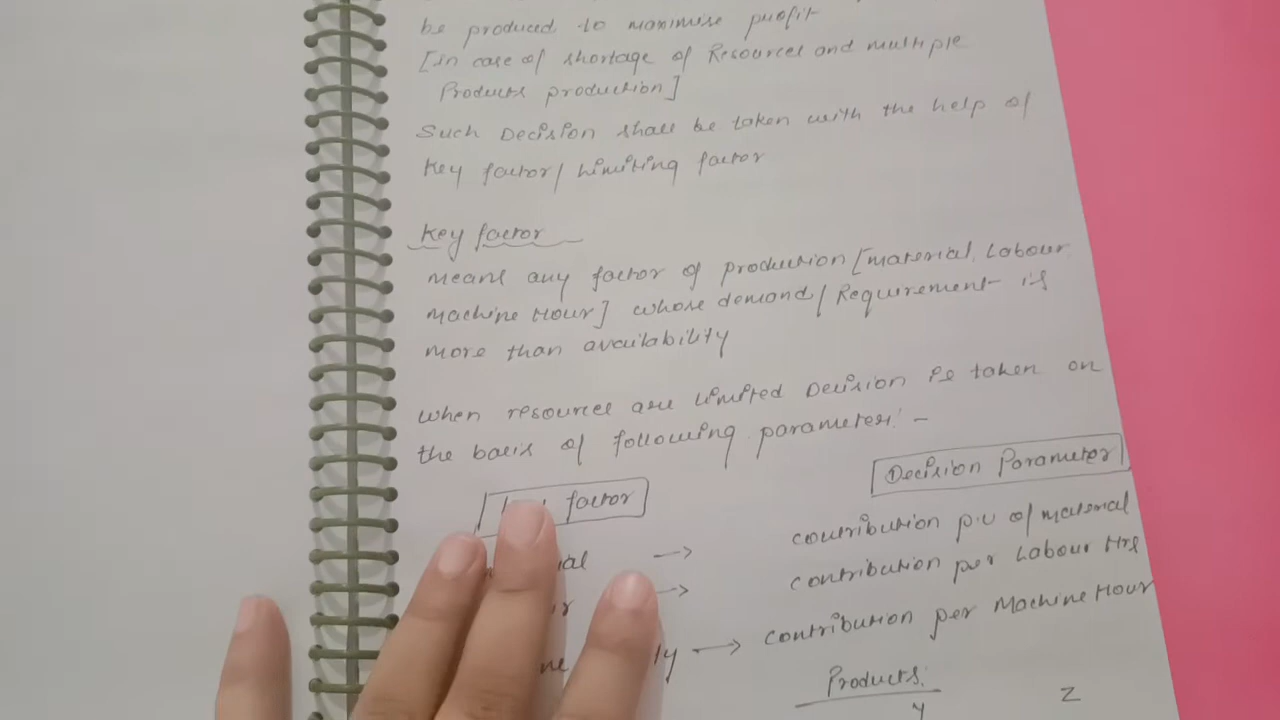 be produced to maximise profit
[in case of shortage of Resources and multiple
Products production]
Such Decision shall be taken with the help of
Key factor/ Limiting factor
Key factor
means any factor of production [material, Labour
machine Hour] whose demand/ Requirement is
more than availability
when resources are limited Decision is taken on
the basis of following parameters: -
factor
Decision Parameter
→ contribution p.u of material
→ contribution per Labour Hrs
→ contribution per Machine Hour
Products:
y Z